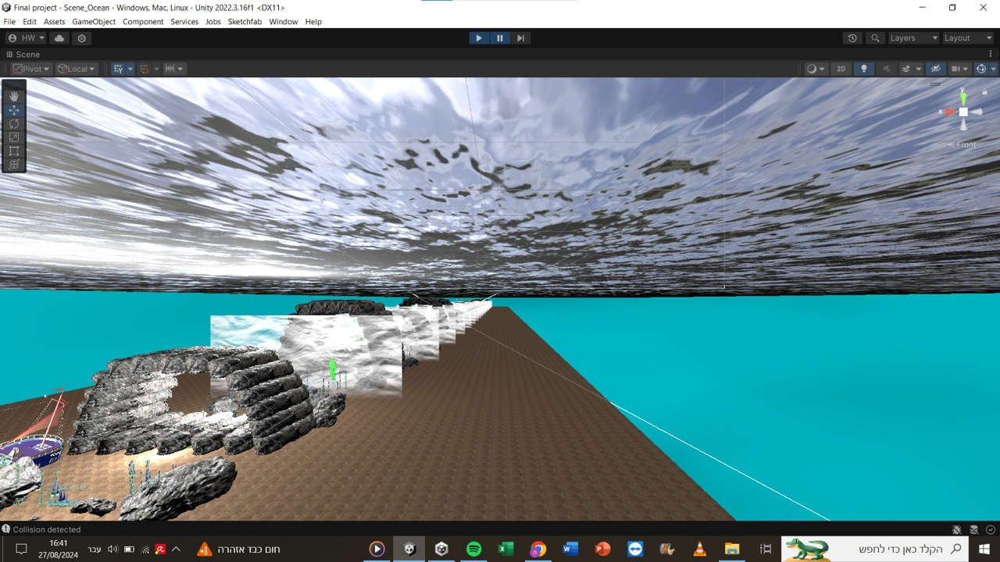 Final project - Scene_Ocean - Windows, Mac, Linux - Unity 2022.3.16f1 <DX11>
File Edit Assets GameObject Component Services Jobs Sketchfab Window Help
HW Layers Layout
Scene
Pivot Local 2D
y
x
< Front
Collision detected
16:41
27/08/2024
עבר
חום כבד אזהרה
הקלד כאן כדי לחפש